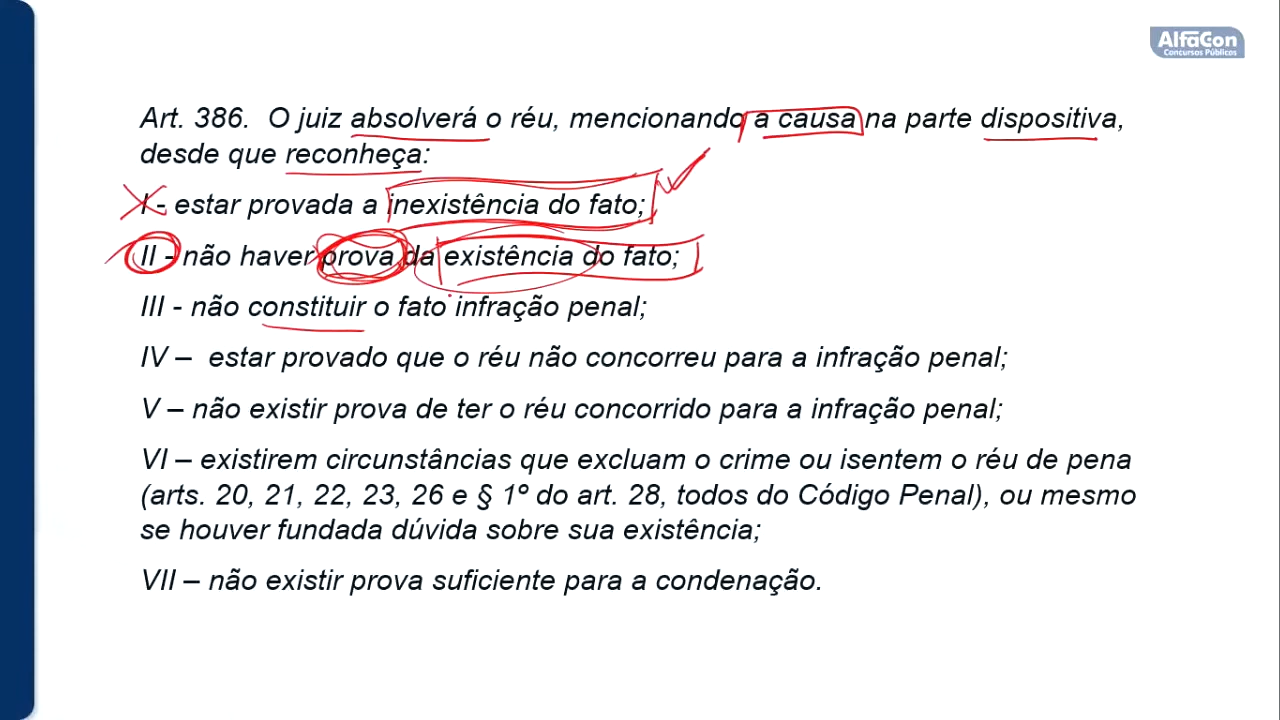 AlfaCon
Concursos Públicos
Art. 386. O juiz absolverá o réu, mencionando a causa na parte dispositiva,
desde que reconheça:
I - estar provada a inexistência do fato;
II - não haver prova da existência do fato;
III - não constituir o fato infração penal;
IV – estar provado que o réu não concorreu para a infração penal;
V – não existir prova de ter o réu concorrido para a infração penal;
VI – existirem circunstâncias que excluam o crime ou isentem o réu de pena
(arts. 20, 21, 22, 23, 26 e § 1º do art. 28, todos do Código Penal), ou mesmo
se houver fundada dúvida sobre sua existência;
VII – não existir prova suficiente para a condenação.